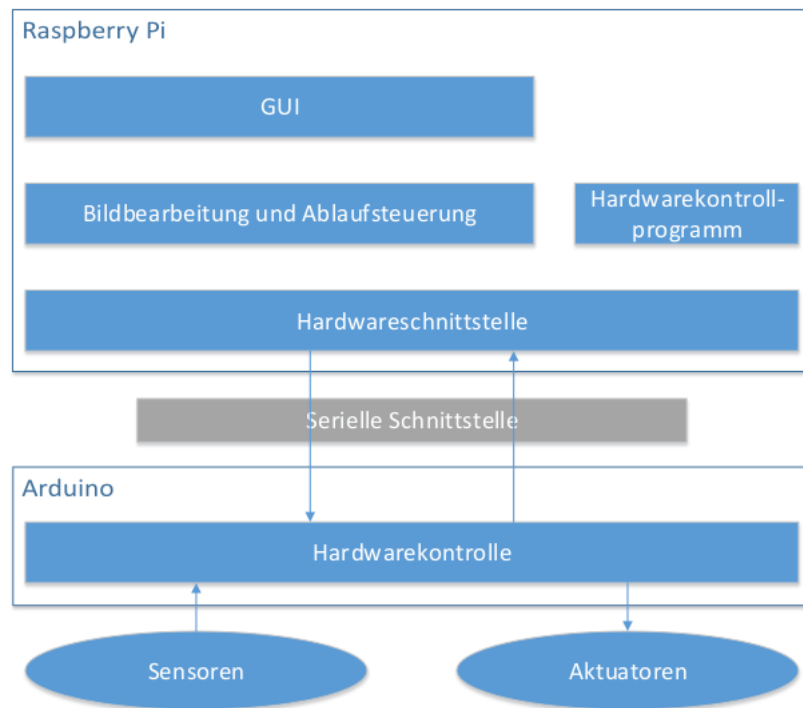 Raspberry Pi
GUI
Bildbearbeitung und Ablaufsteuerung
Hardwarekontroll-
programm
Hardwareschnittstelle
Serielle Schnittstelle
Arduino
Hardwarekontrolle
Sensoren
Aktuatoren